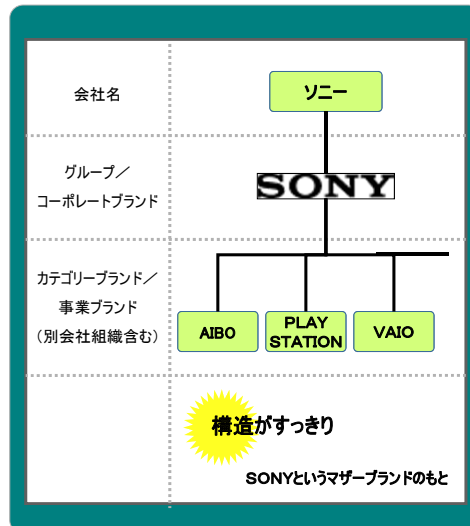 会社名
ソニー
グループ／
コーポレートブランド
SONY
カテゴリーブランド／
事業ブランド
（別会社組織含む）
AIBO
PLAY
STATION
VAIO
構造がすっきり
SONYというマザーブランドのもと